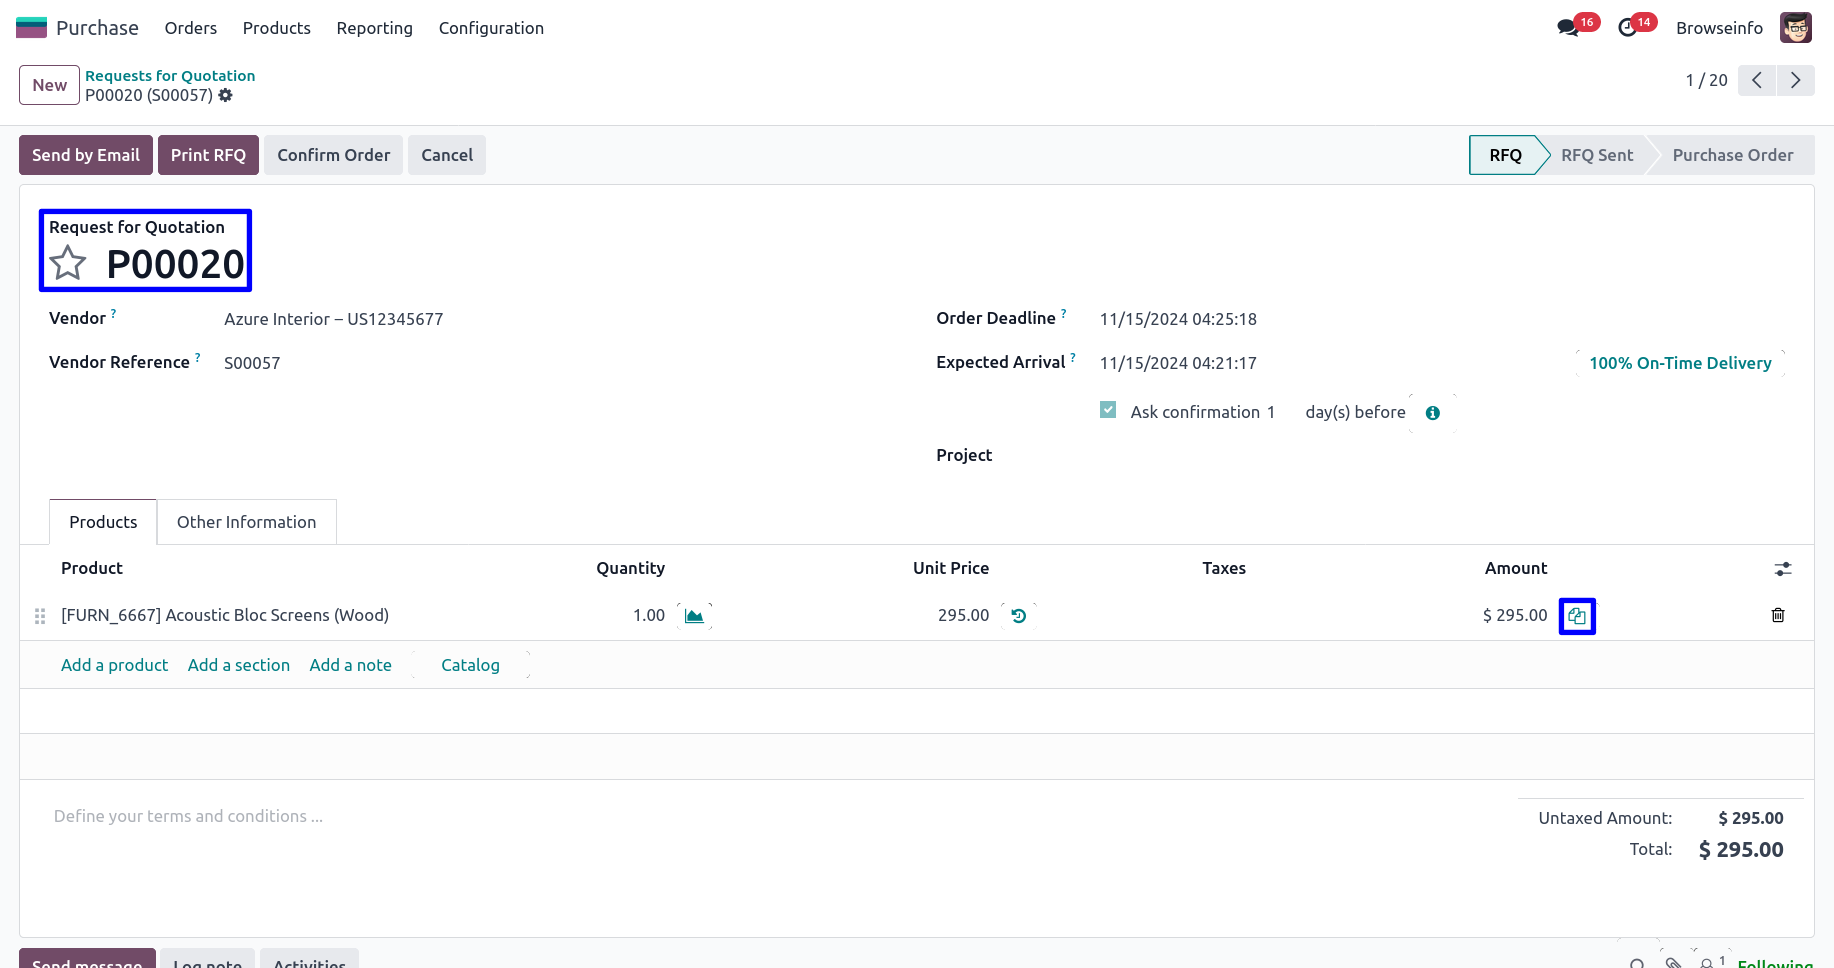 Purchase Orders Products Reporting Configuration 16 14 Browseinfo
New Requests for Quotation
P00020 (S00057) 1 / 20
Send by Email Print RFQ Confirm Order Cancel RFQ RFQ Sent Purchase Order
Request for Quotation
P00020
Vendor ? Azure Interior – US12345677 Order Deadline ? 11/15/2024 04:25:18
Vendor Reference ? S00057 Expected Arrival ? 11/15/2024 04:21:17 100% On-Time Delivery
Ask confirmation 1 day(s) before
Project
Products Other Information
Product Quantity Unit Price Taxes Amount
[FURN_6667] Acoustic Bloc Screens (Wood) 1.00 295.00 $ 295.00
Add a product Add a section Add a note Catalog
Define your terms and conditions ... Untaxed Amount: $ 295.00
Total: $ 295.00
Send message Log note Activities 1 Following